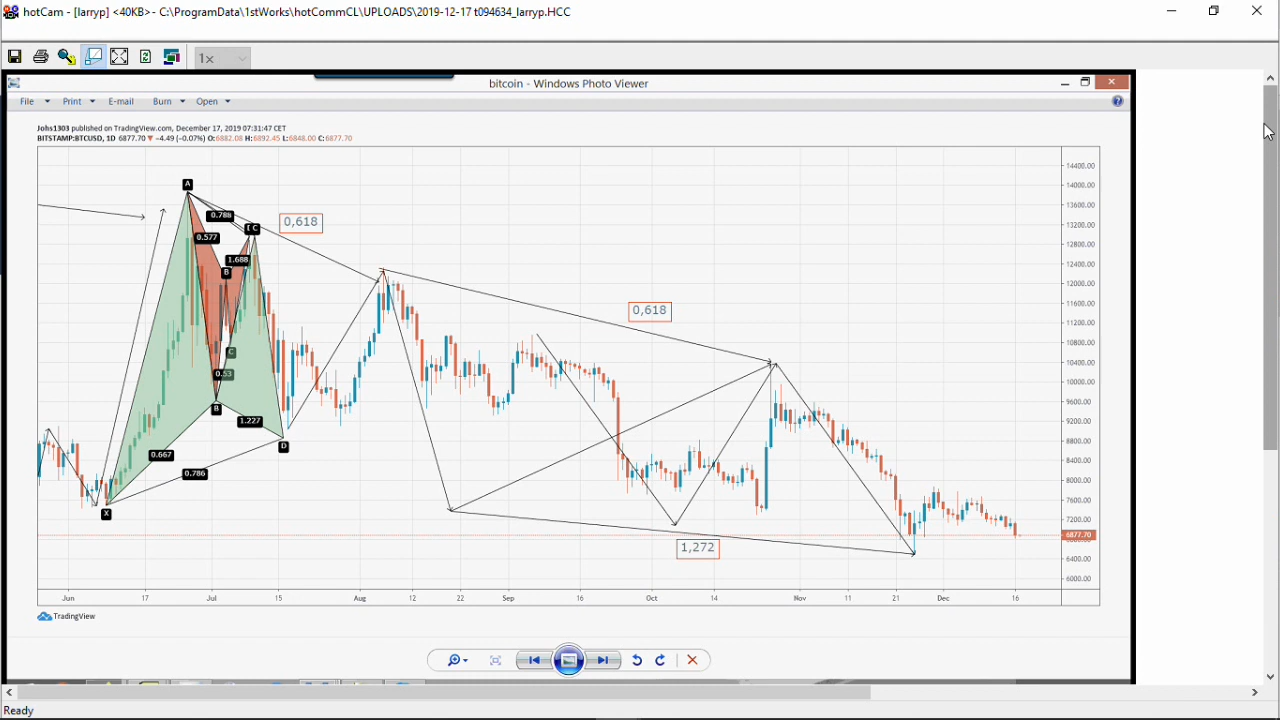 hotCam - [larryp] <40KB> - C:\ProgramData\1stWorks\hotCommCL\UPLOADS\2019-12-17 t094634_larryp.HCC
1x
bitcoin - Windows Photo Viewer
File Print E-mail Burn Open
Johs1303 published on TradingView.com, December 17, 2019 07:31:47 CET
BITSTAMP:BTCUSD, 1D 6877.70 ▼ −4.49 (−0.07%) O:6882.08 H:6892.45 L:6848.00 C:6877.70
14400.00
A
14000.00
0.788
13600.00
0,618
C
13200.00
0.577
12800.00
1.688
12400.00
B
12000.00
0,618
11600.00
11200.00
10800.00
C
10400.00
0.53
10000.00
B
9600.00
1.227
9200.00
D
8800.00
0.667
8400.00
0.786
8000.00
7600.00
X
7200.00
6877.70
1,272
6400.00
6000.00
Jun 17 Jul 15 Aug 12 22 Sep 16 Oct 14 Nov 11 21 Dec 16
TradingView
Ready